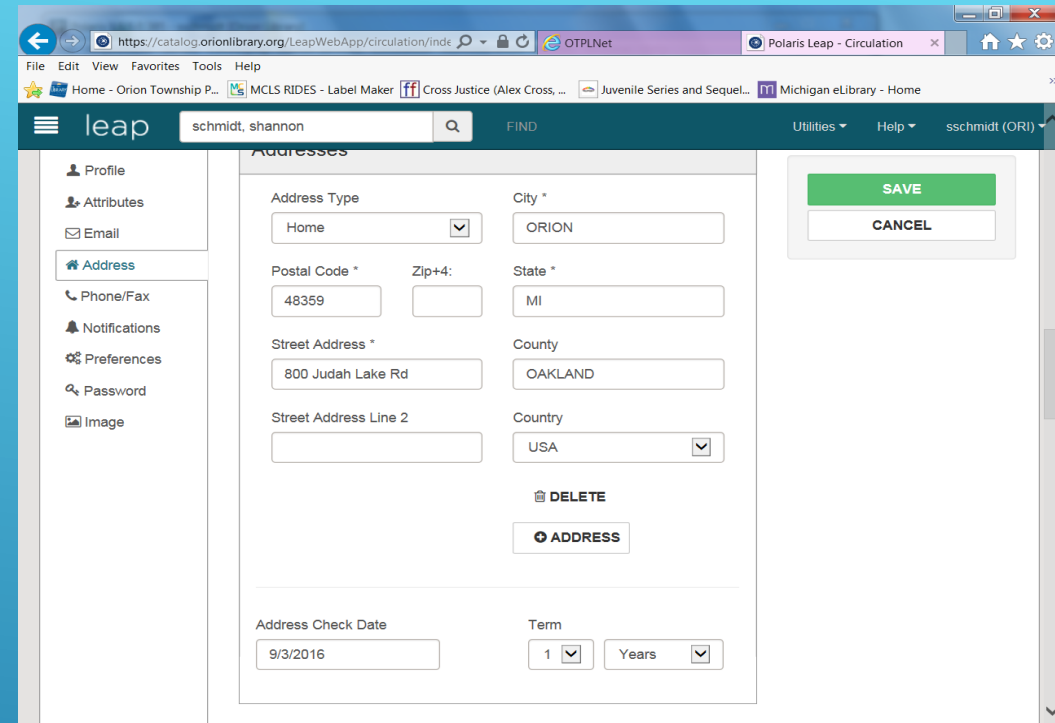 https://catalog.orionlibrary.org/LeapWebApp/circulation/inde
OTPLNet
Polaris Leap - Circulation
File Edit View Favorites Tools Help
Home - Orion Township P...
MCLS RIDES - Label Maker
ff Cross Justice (Alex Cross, ...
Juvenile Series and Sequel...
m Michigan eLibrary - Home
leap
schmidt, shannon
FIND
Utilities
Help
sschmidt (ORI)
Profile
Attributes
Email
Address
Phone/Fax
Notifications
Preferences
Password
Image
Addresses
Address Type
City *
Home
ORION
Postal Code *
Zip+4:
State *
48359
MI
Street Address *
County
800 Judah Lake Rd
OAKLAND
Street Address Line 2
Country
USA
DELETE
ADDRESS
Address Check Date
Term
9/3/2016
1
Years
SAVE
CANCEL